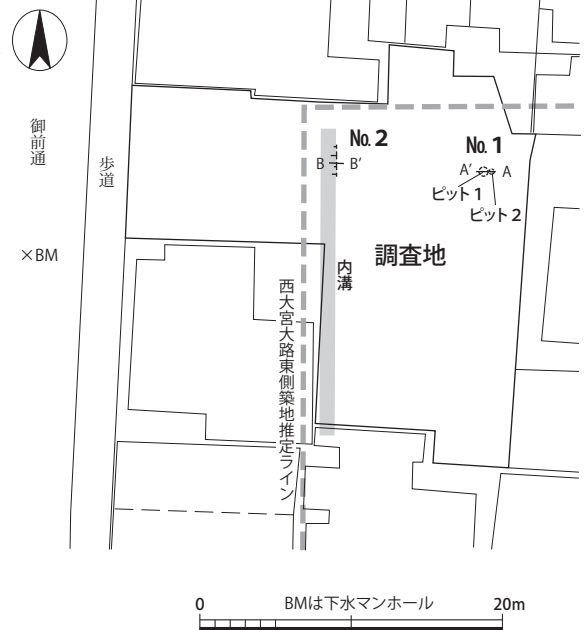 御前通
歩道
×BM
No. 2
B B'
No. 1
A' A
ピット 1
ピット 2
調査地
内溝
西大宮大路東側築地推定ライン
0 BMは下水マンホール 20m